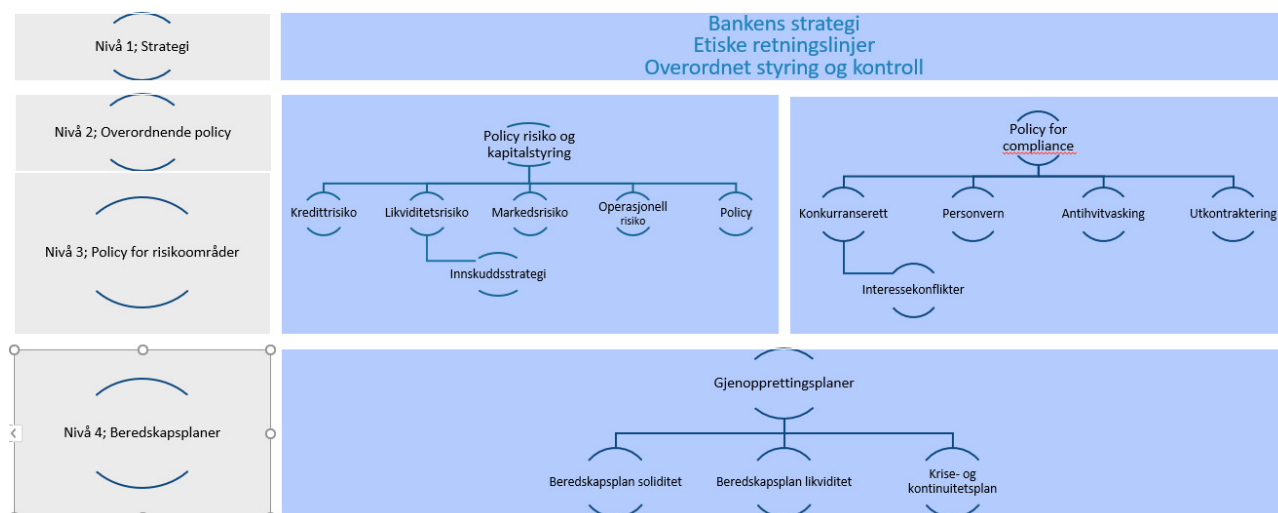 Nivå 1; Strategi
Bankens strategi
Etiske retningslinjer
Overordnet styring og kontroll
Nivå 2; Overordnende policy
Policy risiko og
kapitalstyring
Policy for
compliance
Nivå 3; Policy for risikoområder
Kredittrisiko
Likviditetsrisiko
Markedsrisiko
Operasjonell
risiko
Policy
Innskuddsstrategi
Konkurranserett
Personvern
Antihvitvasking
Utkontraktering
Interessekonflikter
Nivå 4; Beredskapsplaner
Gjenopprettingsplaner
Beredskapsplan soliditet
Beredskapsplan likviditet
Krise- og
kontinuitetsplan